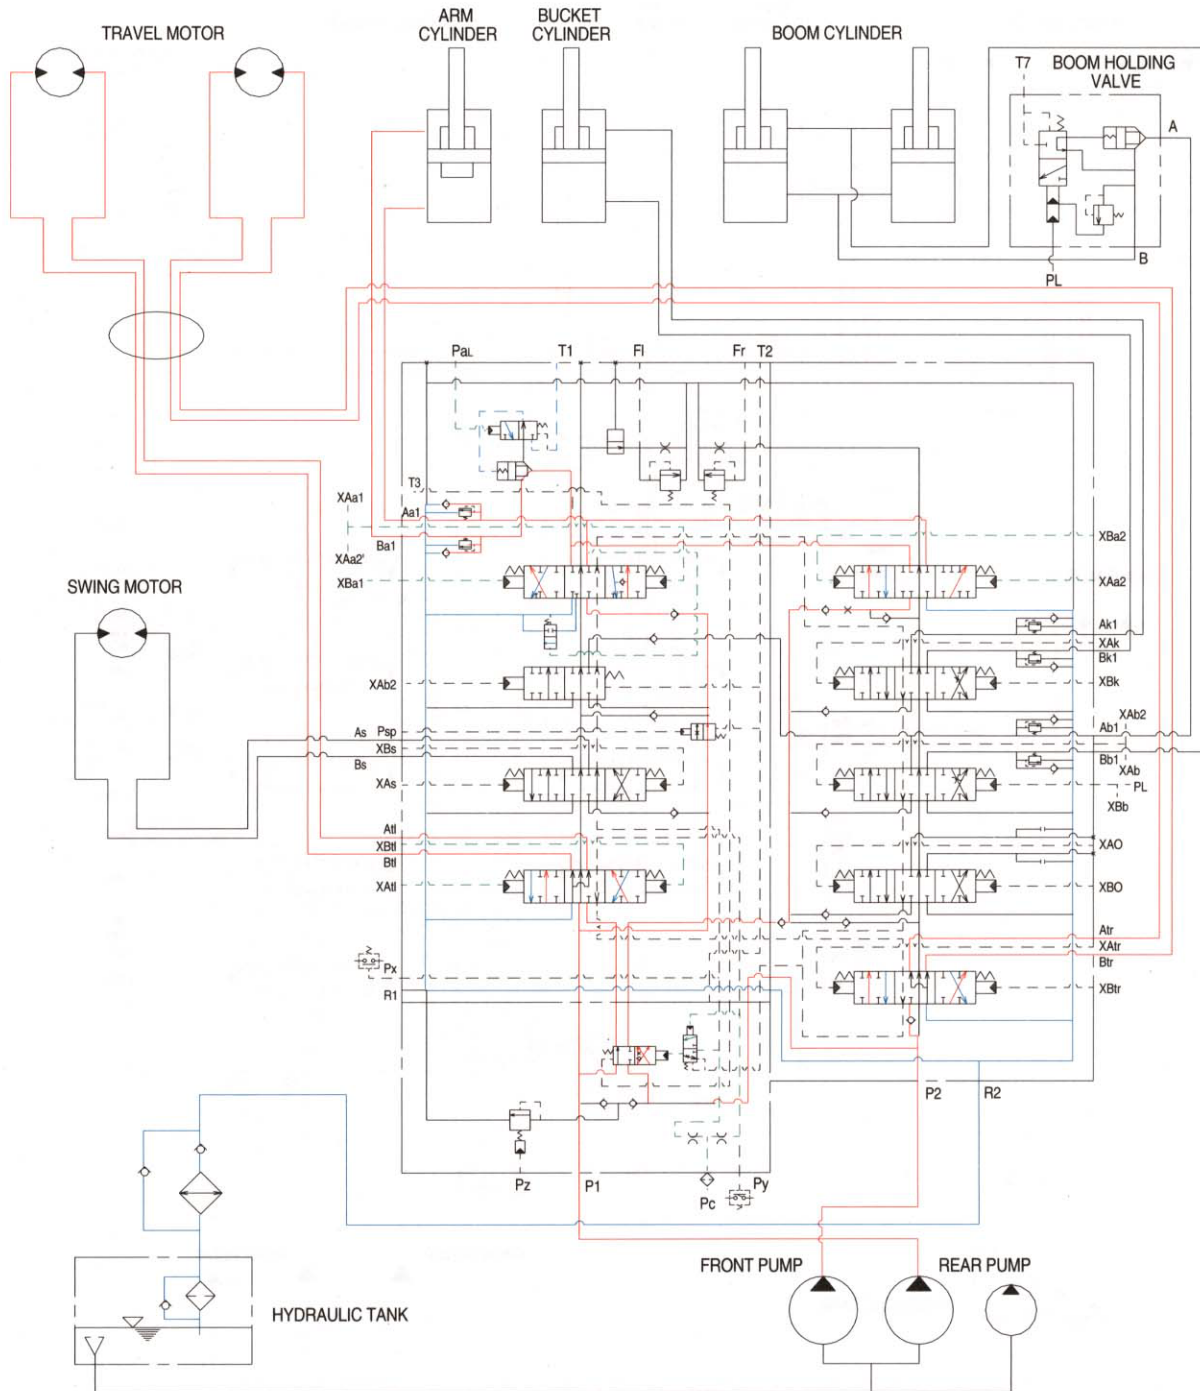 TRAVEL MOTOR
ARM
CYLINDER
BUCKET
CYLINDER
BOOM CYLINDER
T7
BOOM HOLDING
VALVE
A
B
PL
PaL
T1
Fl
Fr
T2
T3
XAa1
Aa1
Ba1
XAa2'
XBa1
XBa2
XAa2
SWING MOTOR
Ak1
XAk
Bk1
XBk
XAb2
As
Psp
XBs
Bs
XAs
XAb2
Ab1
Bb1
XAb
PL
XBb
Atl
XBtl
Btl
XAtl
XAO
XBO
Atr
XAtr
Btr
XBtr
Px
R1
P2
R2
Pz
P1
Pc
Py
FRONT PUMP
REAR PUMP
HYDRAULIC TANK